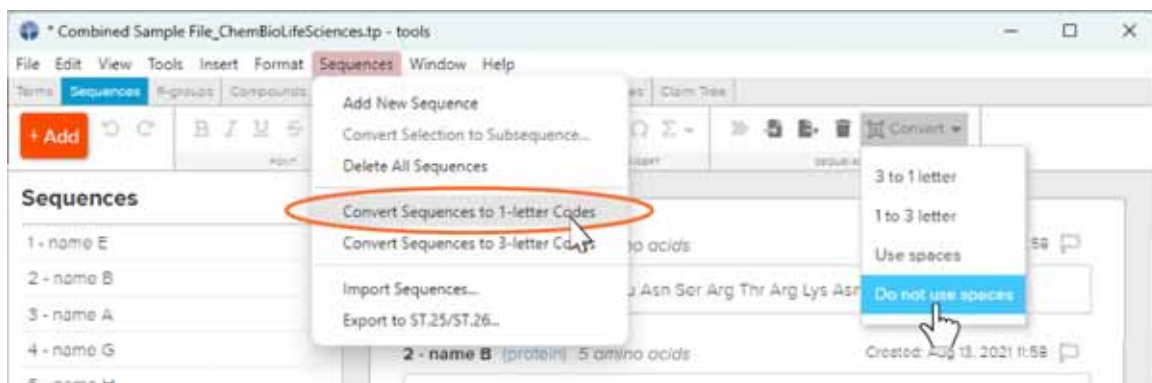 * Combined Sample File_ChemBioLifeSciences.tp - tools
File Edit View Tools Insert Format Sequences Window Help
Terms Sequences R-groups Compounds Claim Tree
+ Add B I U S Ω Σ Convert
FONT
Sequences
1 - name E
2 - name B
3 - name A
4 - name G
Add New Sequence
Convert Selection to Subsequence...
Delete All Sequences
Convert Sequences to 1-letter Codes
Convert Sequences to 3-letter
Import Sequences...
Export to ST.25/ST.26...
3 to 1 letter
1 to 3 letter
Use spaces
Do not use spaces
amino acids
Asn Ser Arg Thr Arg Lys Asn
2 - name B (protein) 5 amino acids Created: Aug 13, 2021 11:58